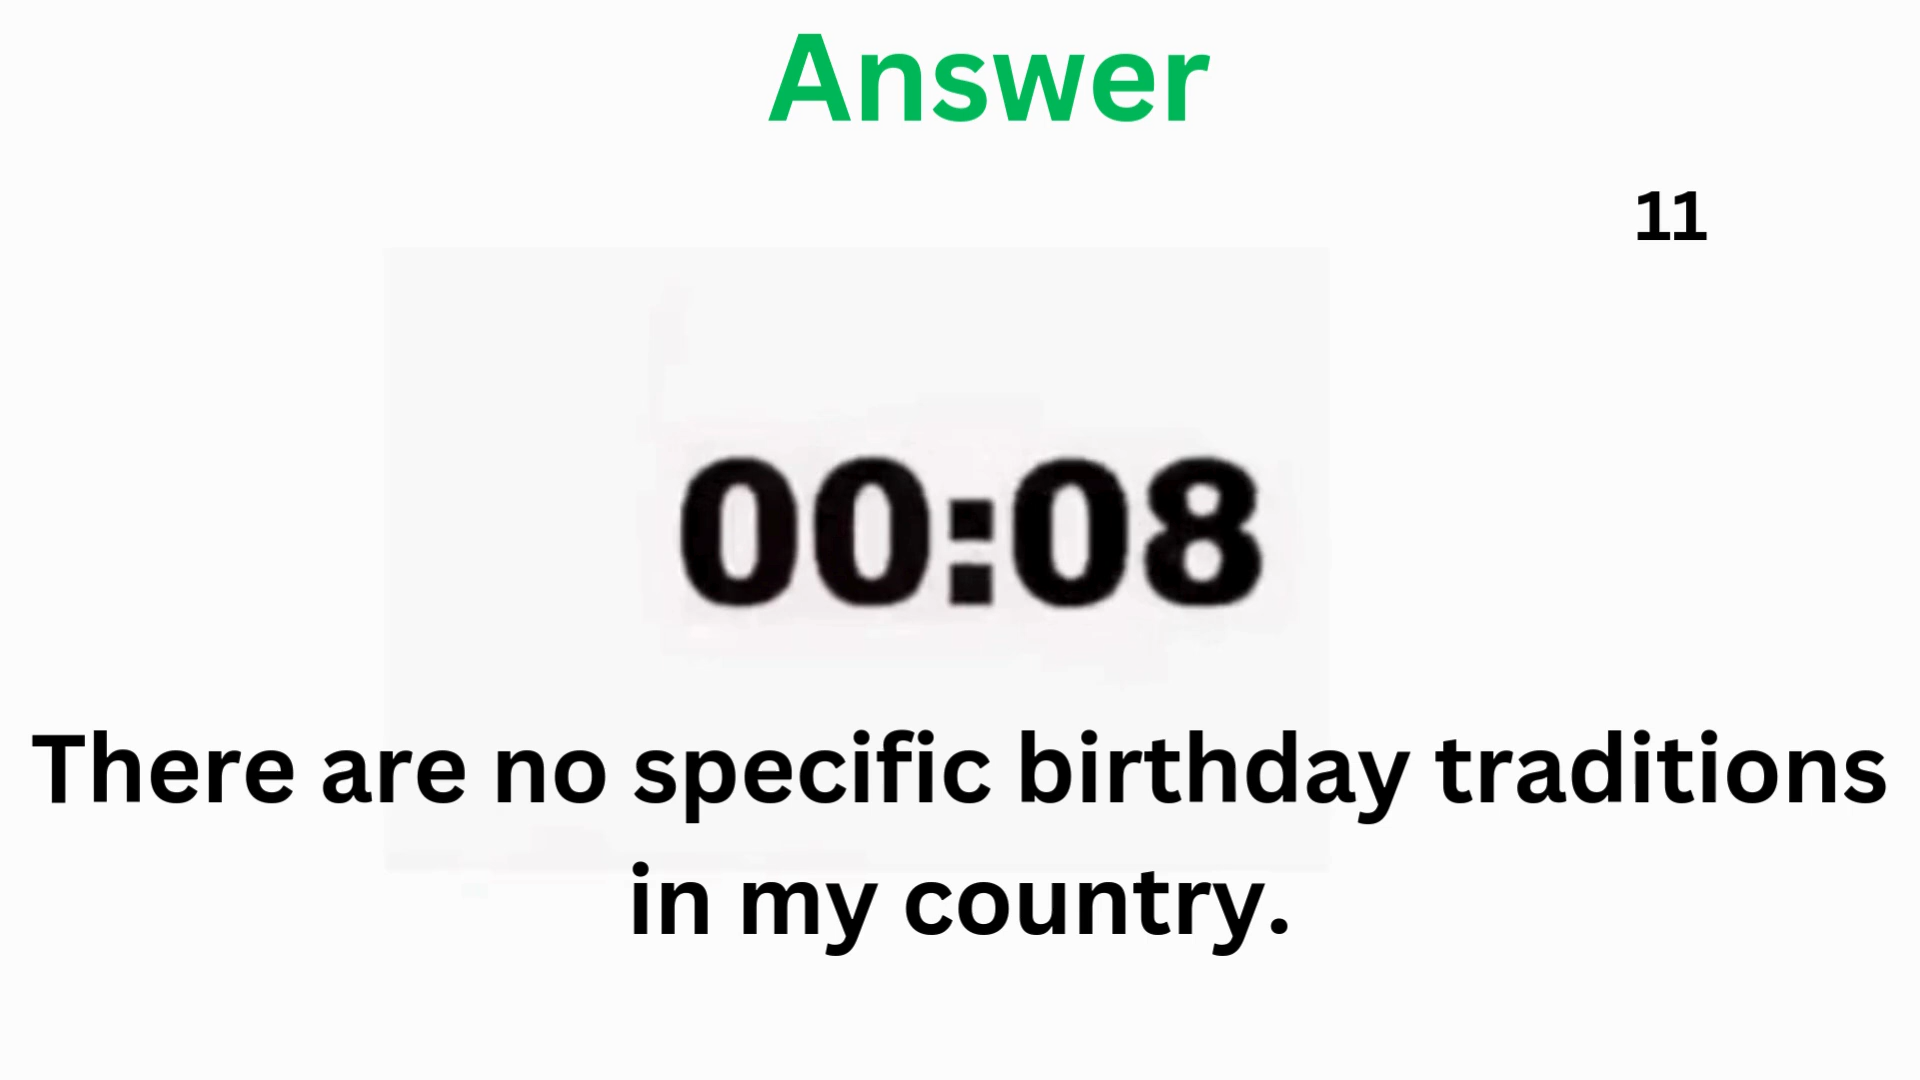 Answer
11
00:08
There are no specific birthday traditions
in my country.